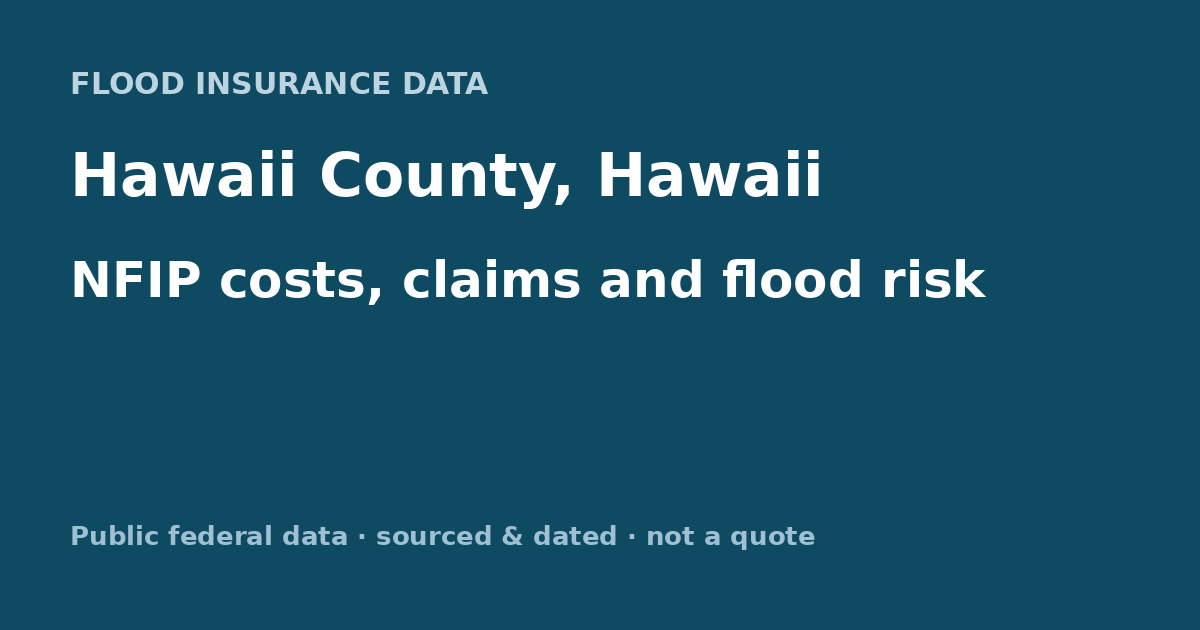 FLOOD INSURANCE DATA
Hawaii County, Hawaii
NFIP costs, claims and flood risk
Public federal data · sourced & dated · not a quote